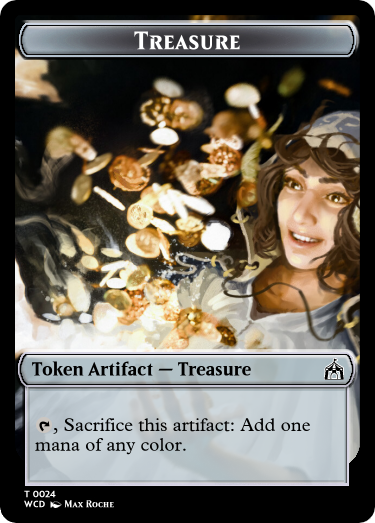 Treasure
Token Artifact — Treasure
, Sacrifice this artifact: Add one
mana of any color.
T 0024
WCD Max Roche